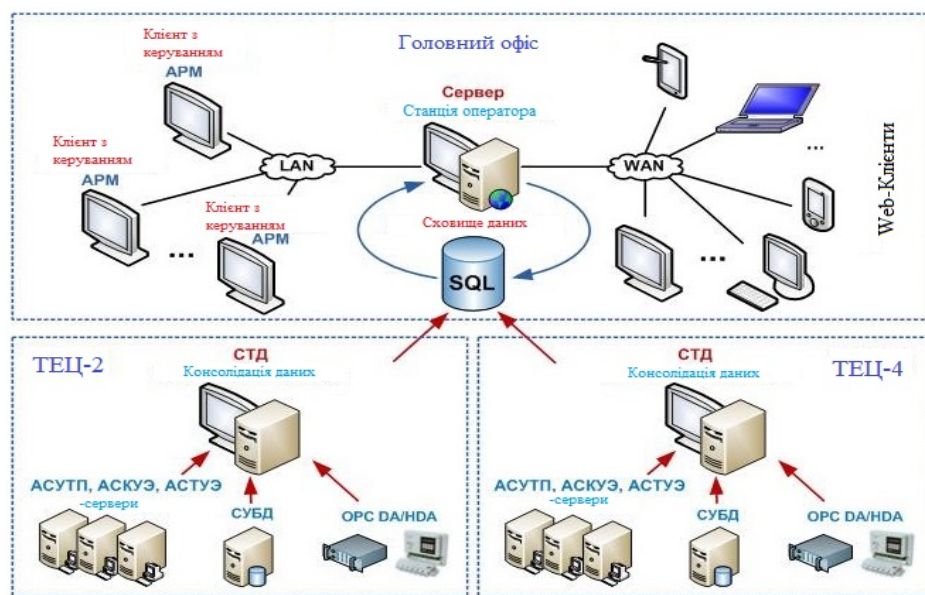 Головний офіс
Клієнт з
керуванням
АРМ
Сервер
Станція оператора
Клієнт з
керуванням
АРМ
LAN
WAN
...
Web-Клієнти
Клієнт з
керуванням
АРМ
...
Сховище даних
SQL
...
ТЕЦ-2
СТД
Консолідація даних
АСУТП, АСКУЭ, АСТУЭ
-сервери
СУБД
OPC DA/HDA
ТЕЦ-4
СТД
Консолідація даних
АСУТП, АСКУЭ, АСТУЭ
-сервери
СУБД
OPC DA/HDA